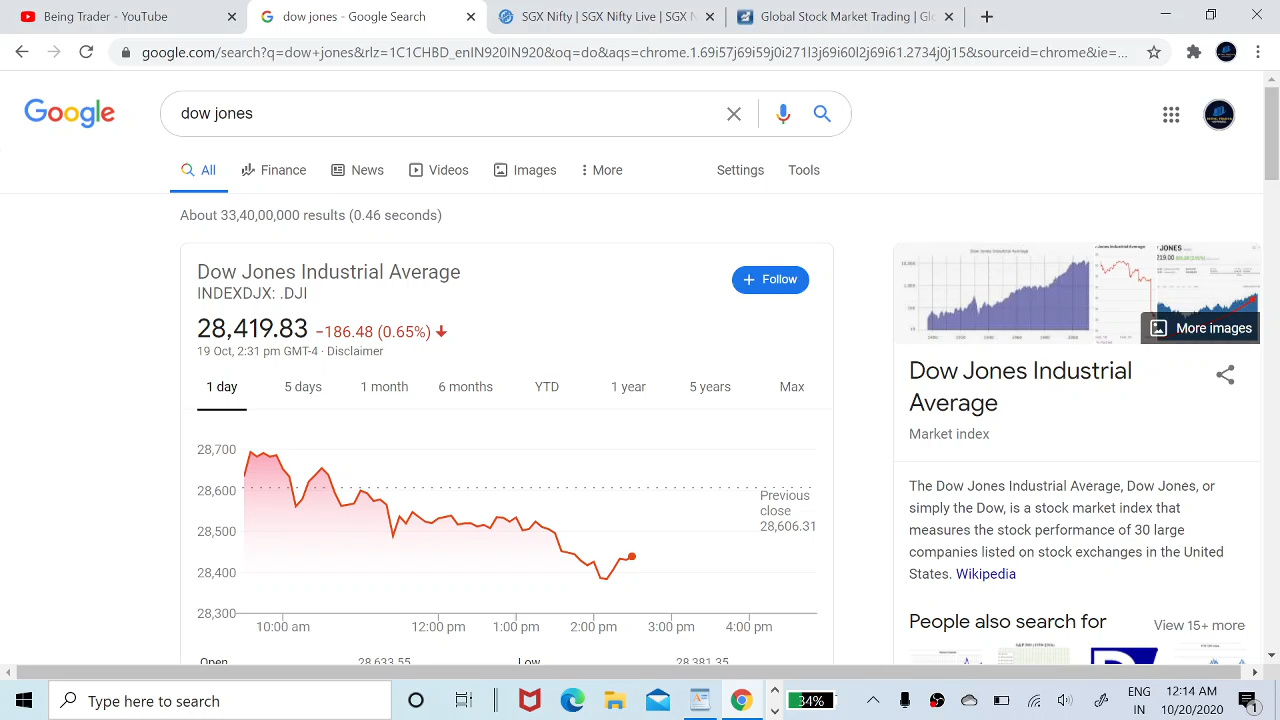 Being Trader - YouTube
dow jones - Google Search
SGX Nifty | SGX Nifty Live | SGX N
Global Stock Market Trading | Gl
google.com/search?q=dow+jones&rlz=1C1CHBD_enIN920IN920&oq=do&aqs=chrome.1.69i57j69i59j0i271l3j69i60l2j69i61.2734j0j15&sourceid=chrome&ie=...
Google
dow jones
All
Finance
News
Videos
Images
More
Settings
Tools
About 33,40,00,000 results (0.46 seconds)
Dow Jones Industrial Average
INDEXDJX: .DJI
Follow
28,419.83 −186.48 (0.65%)
19 Oct, 2:31 pm GMT-4 · Disclaimer
1 day
5 days
1 month
6 months
YTD
1 year
5 years
Max
28,700
28,600
28,500
28,400
28,300
Previous
close
28,606.31
10:00 am
12:00 pm
1:00 pm
2:00 pm
3:00 pm
4:00 pm
Open
Low
More images
Dow Jones Industrial
Average
Market index
The Dow Jones Industrial Average, Dow Jones, or
simply the Dow, is a stock market index that
measures the stock performance of 30 large
companies listed on stock exchanges in the United
States. Wikipedia
People also search for
View 15+ more
Type here to search
34%
ENG
IN
12:14 AM
10/20/2020
1